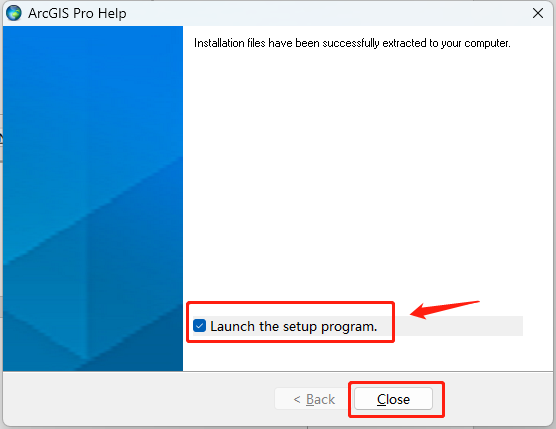 ArcGIS Pro Help
Installation files have been successfully extracted to your computer.
Launch the setup program.
< Back
Close